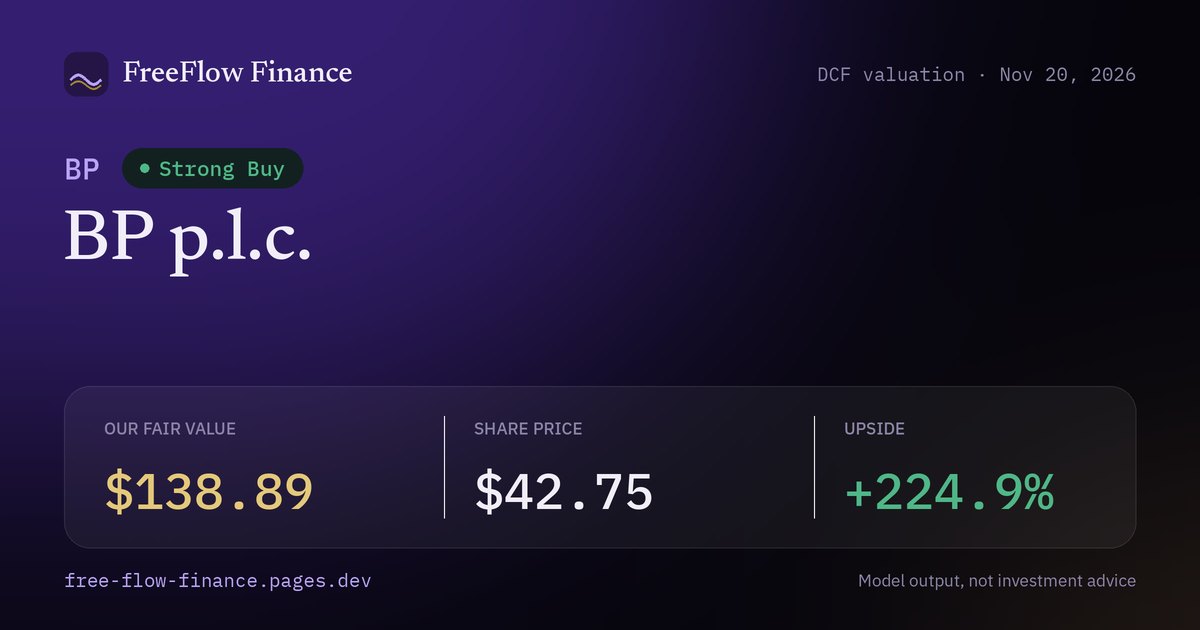 FreeFlow Finance
DCF valuation · Nov 20, 2026
BP
Strong Buy
BP p.l.c.
OUR FAIR VALUE
$138.89
SHARE PRICE
$42.75
UPSIDE
+224.9%
free-flow-finance.pages.dev
Model output, not investment advice